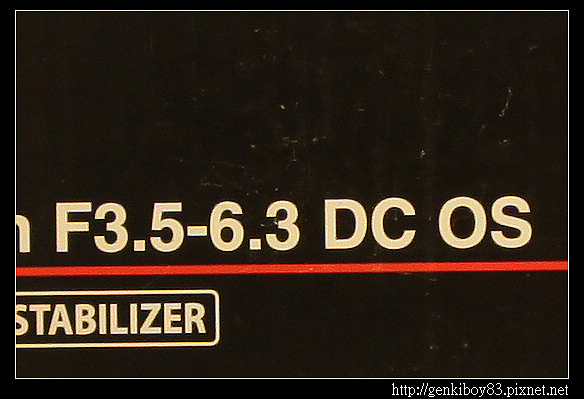 F3.5-6.3 DC OS
STABILIZER
http://genkiboy83.pixnet.net